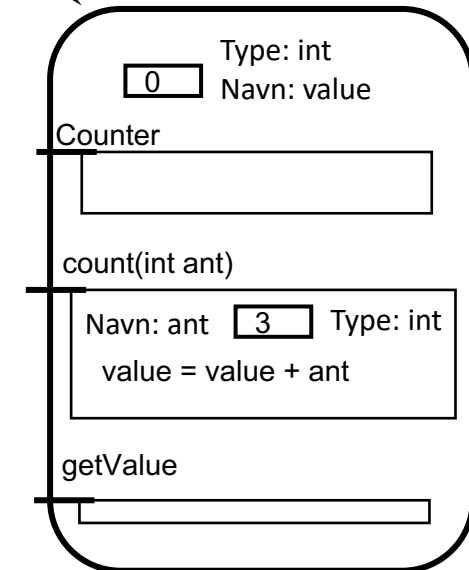 Type: int
0 Navn: value
Counter
count(int ant)
Navn: ant 3 Type: int
value = value + ant
getValue